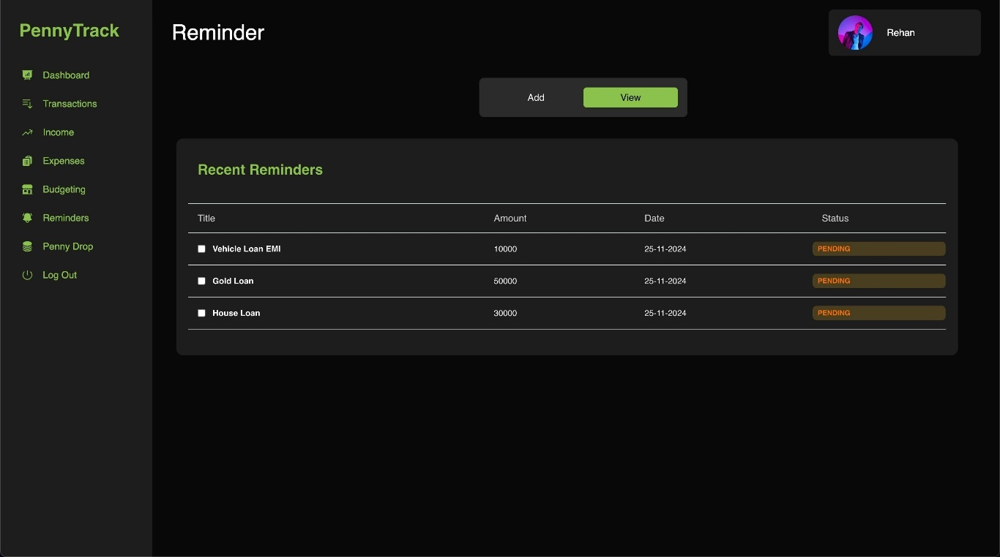 PennyTrack
Reminder
Rehan
Dashboard
Transactions
Income
Expenses
Budgeting
Reminders
Penny Drop
Log Out
Add View
Recent Reminders
Title Amount Date Status
Vehicle Loan EMI 10000 25-11-2024 PENDING
Gold Loan 50000 25-11-2024 PENDING
House Loan 30000 25-11-2024 PENDING